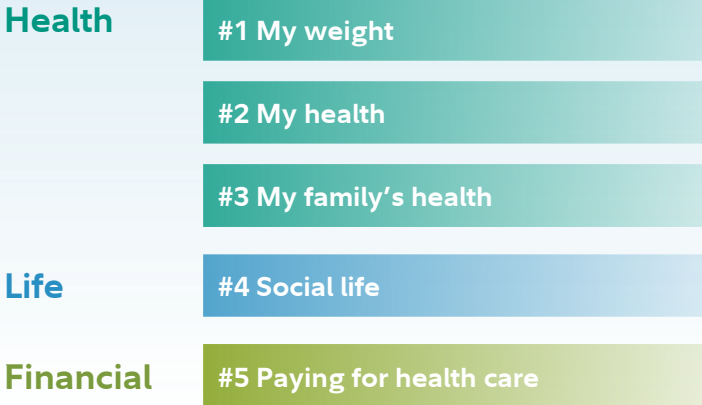 Health
#1 My weight
#2 My health
#3 My family’s health
Life
#4 Social life
Financial
#5 Paying for health care